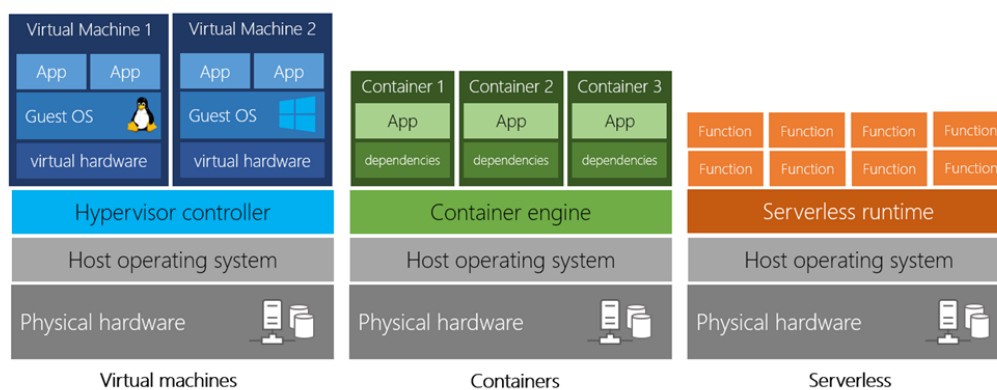 Virtual Machine 1
App App
Guest OS
virtual hardware
Virtual Machine 2
App App
Guest OS
virtual hardware
Hypervisor controller
Host operating system
Physical hardware
Virtual machines
Container 1
App
dependencies
Container 2
App
dependencies
Container 3
App
dependencies
Container engine
Host operating system
Physical hardware
Containers
Function Function Function Function
Function Function Function Function
Serverless runtime
Host operating system
Physical hardware
Serverless